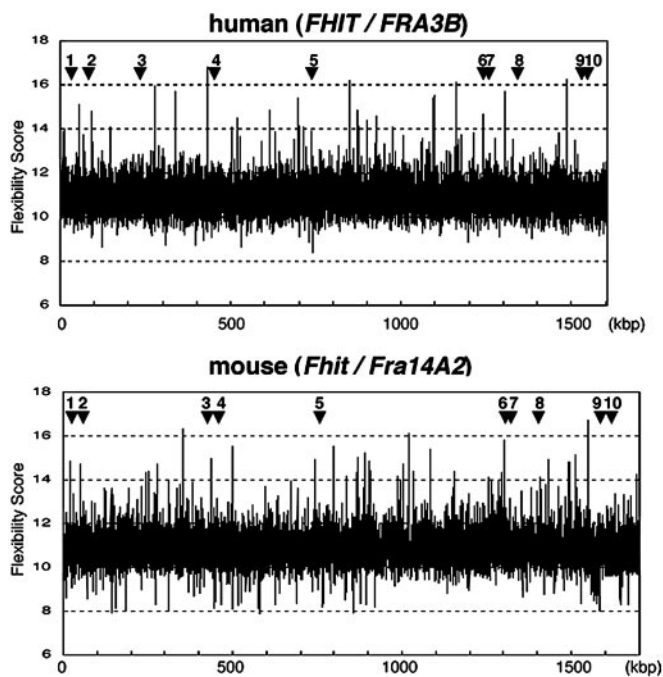 human (FHIT / FRA3B)
18
1 2 3 4 5 67 8 910
16
14
12
10
8
6
Flexibility Score
0 500 1000 1500 (kbp)
mouse (Fhit / Fra14A2)
18
1 2 3 4 5 67 8 9 10
16
14
12
10
8
6
Flexibility Score
0 500 1000 1500 (kbp)